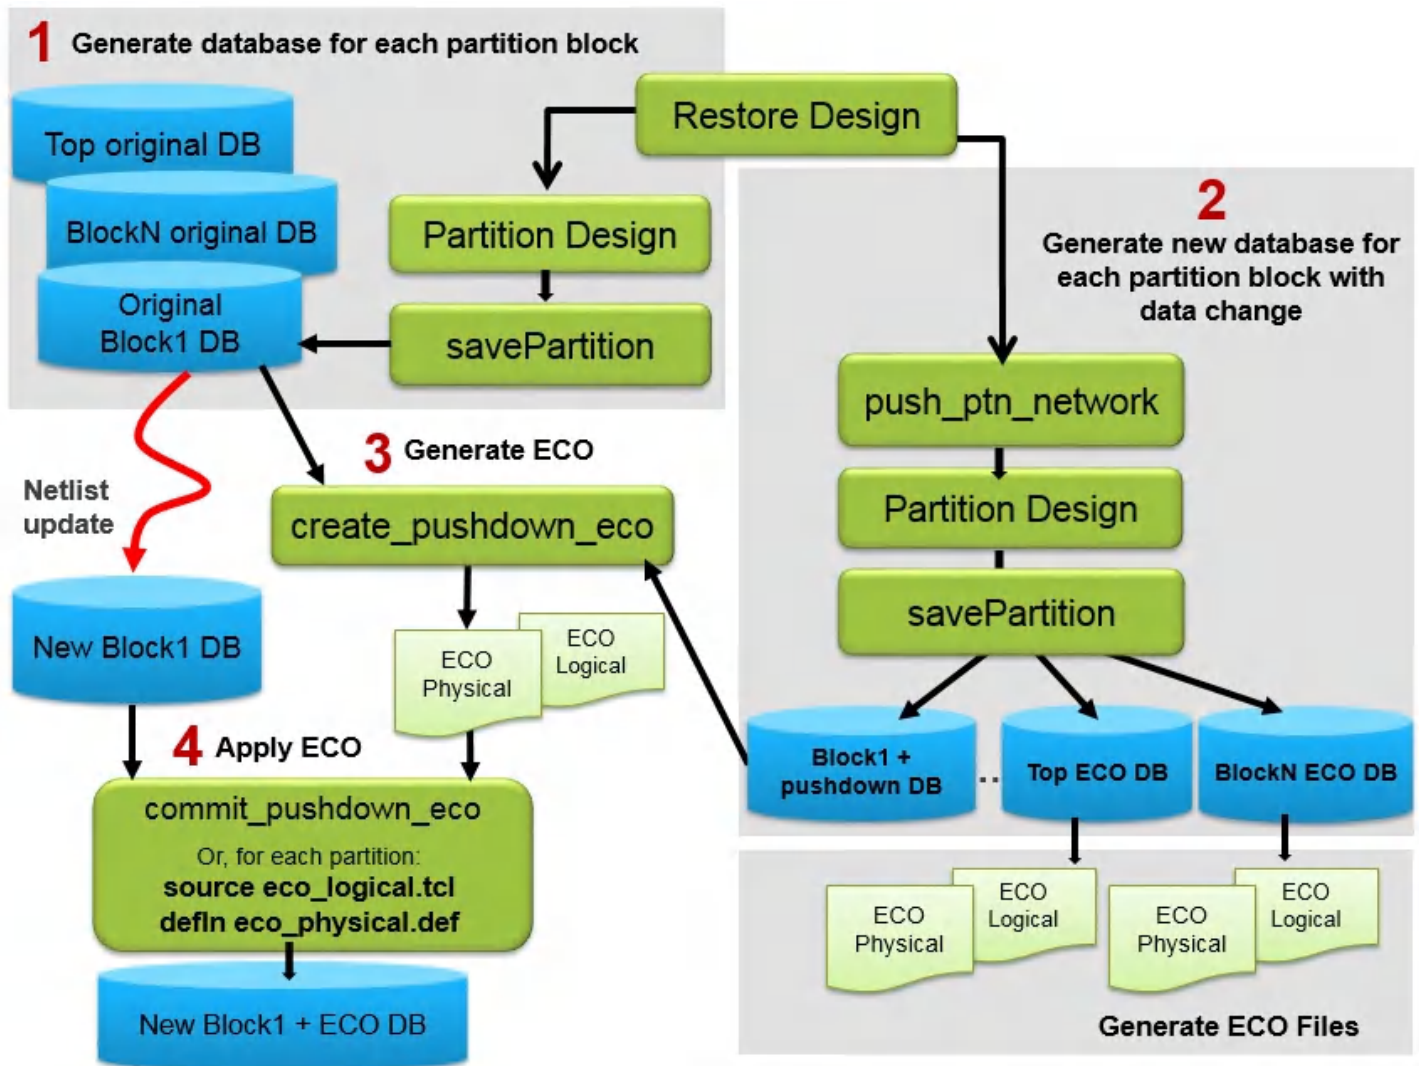 1 Generate database for each partition block
Top original DB
BlockN original DB
Original
Block1 DB
Restore Design
Partition Design
savePartition
2
Generate new database for
each partition block with
data change
push_ptn_network
Partition Design
savePartition
Block1 +
pushdown DB
..
Top ECO DB
BlockN ECO DB
ECO
Physical
ECO
Logical
ECO
Physical
ECO
Logical
Generate ECO Files
Netlist
update
3 Generate ECO
create_pushdown_eco
ECO
Physical
ECO
Logical
New Block1 DB
4 Apply ECO
commit_pushdown_eco
Or, for each partition:
source eco_logical.tcl
defIn eco_physical.def
New Block1 + ECO DB